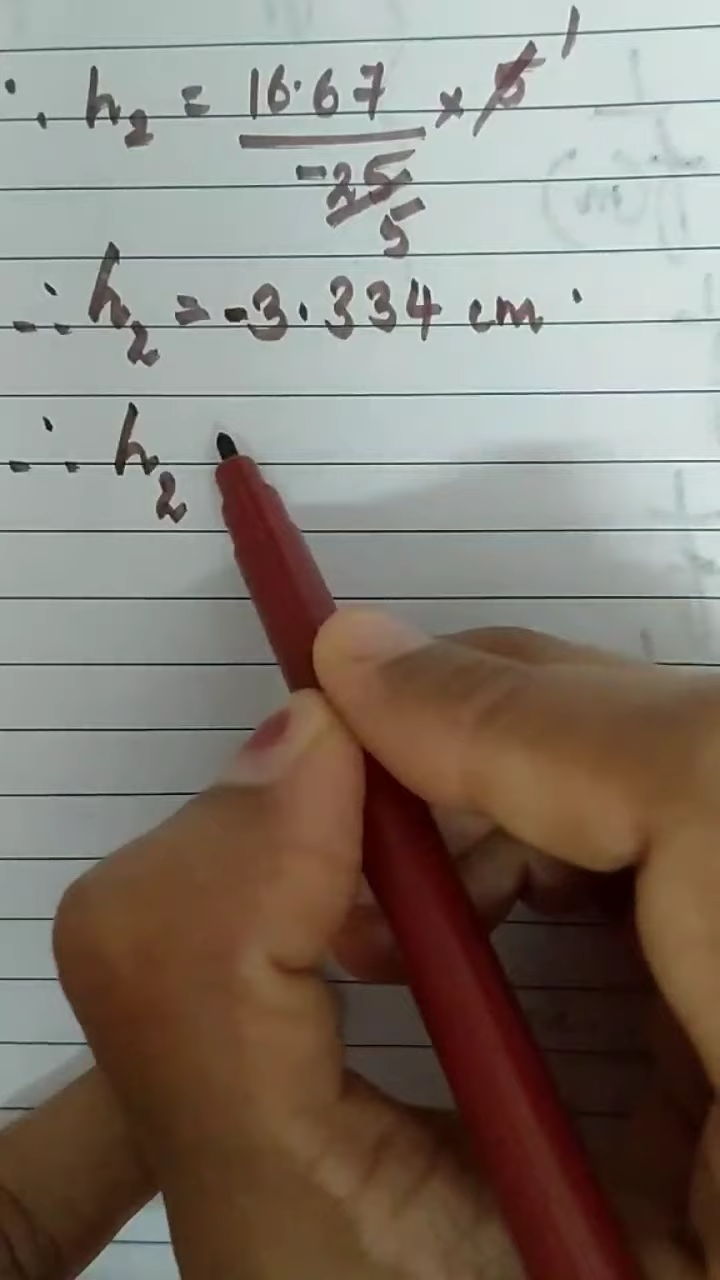 ∴ h₂ = 16.67 / -25 × 5 1
5
∴ h₂ = -3.334 cm.
∴ h₂